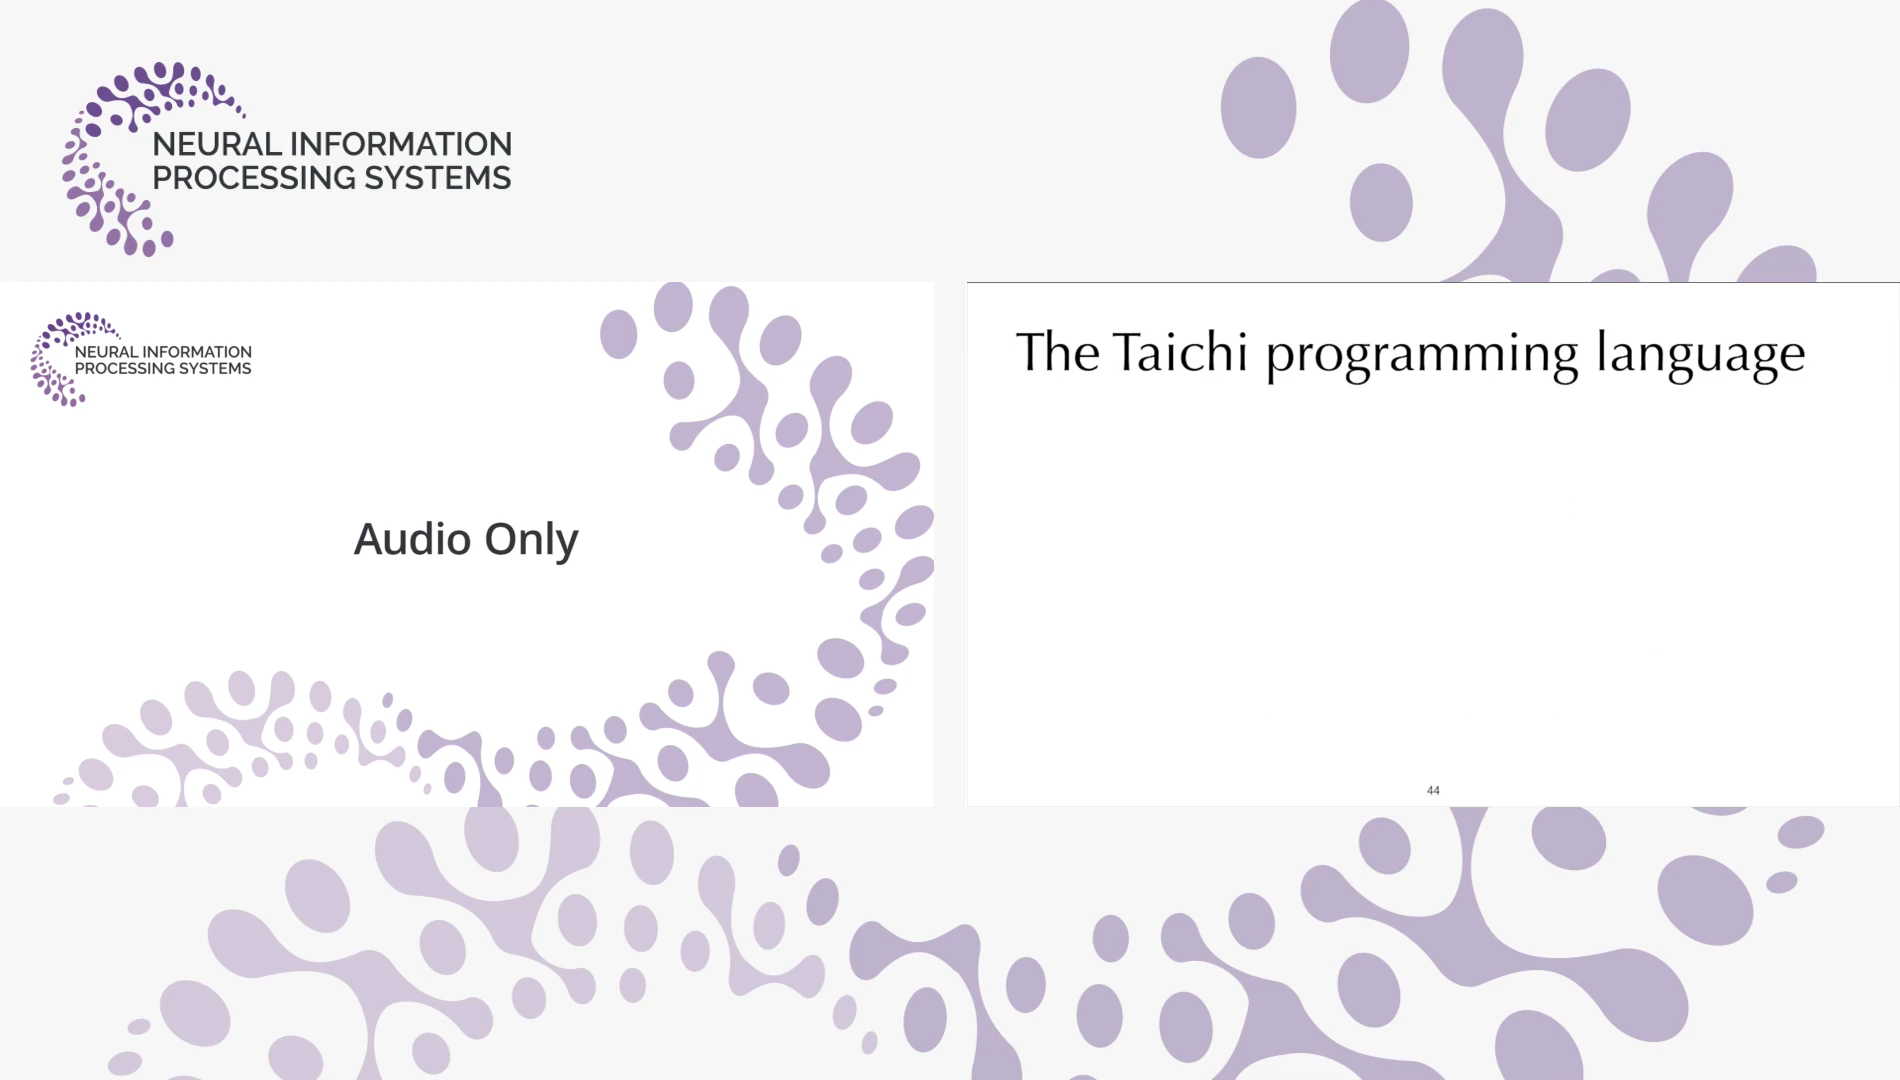 NEURAL INFORMATION
PROCESSING SYSTEMS
NEURAL INFORMATION
PROCESSING SYSTEMS
Audio Only
The Taichi programming language
44